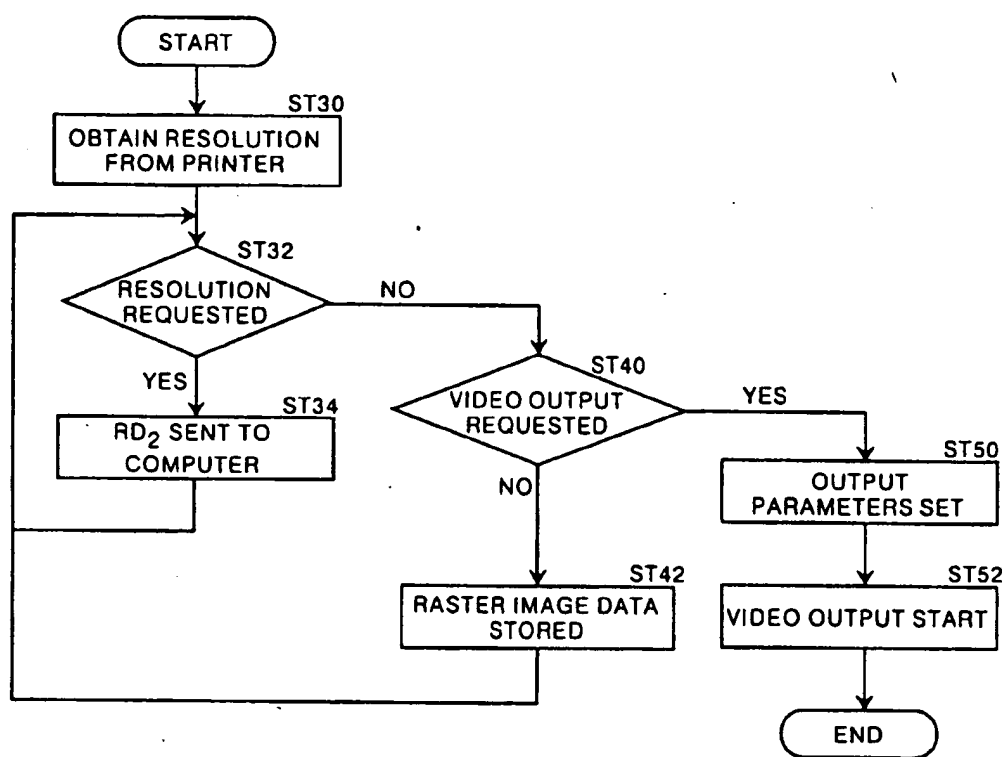 START
ST30
OBTAIN RESOLUTION
FROM PRINTER
ST32
RESOLUTION
REQUESTED
NO
YES
ST34
RD₂ SENT TO
COMPUTER
ST40
VIDEO OUTPUT
REQUESTED
YES
NO
ST42
RASTER IMAGE DATA
STORED
ST50
OUTPUT
PARAMETERS SET
ST52
VIDEO OUTPUT START
END